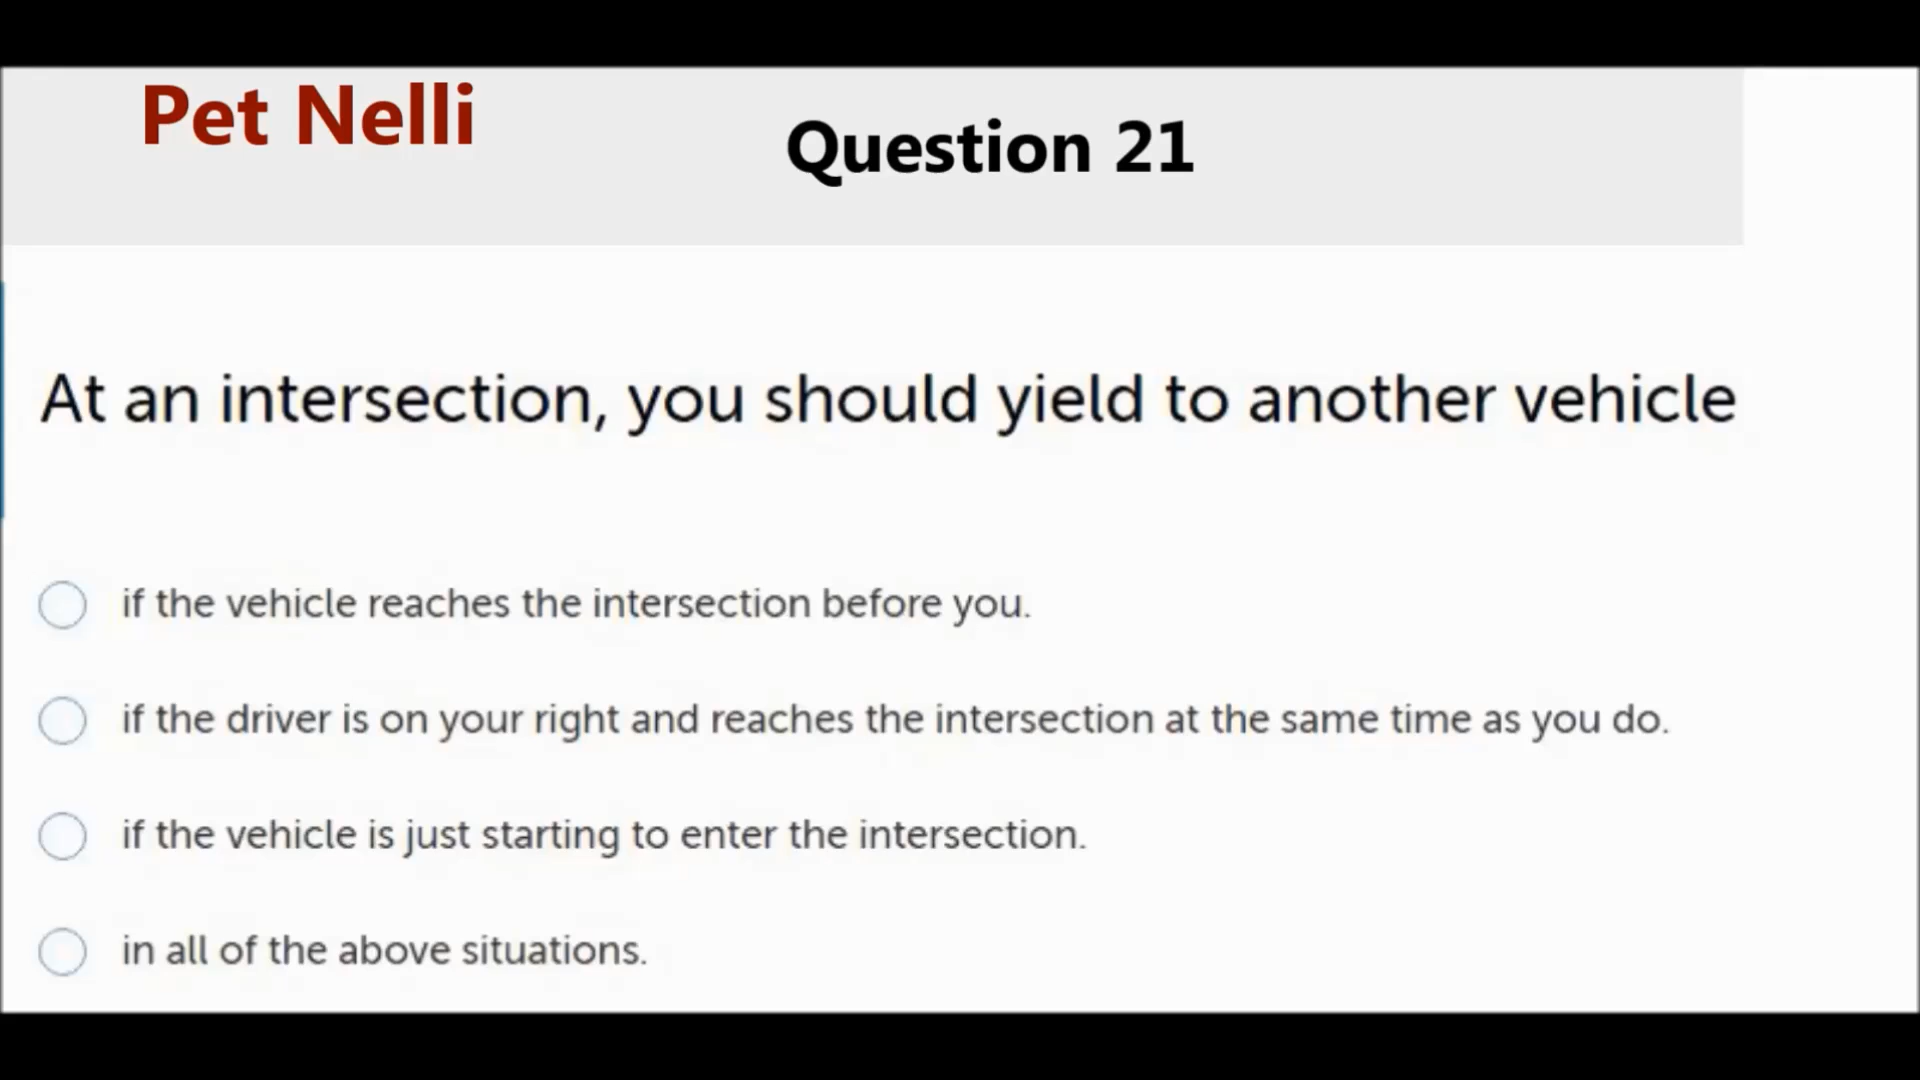 Pet Nelli
Question 21
At an intersection, you should yield to another vehicle
if the vehicle reaches the intersection before you.
if the driver is on your right and reaches the intersection at the same time as you do.
if the vehicle is just starting to enter the intersection.
in all of the above situations.